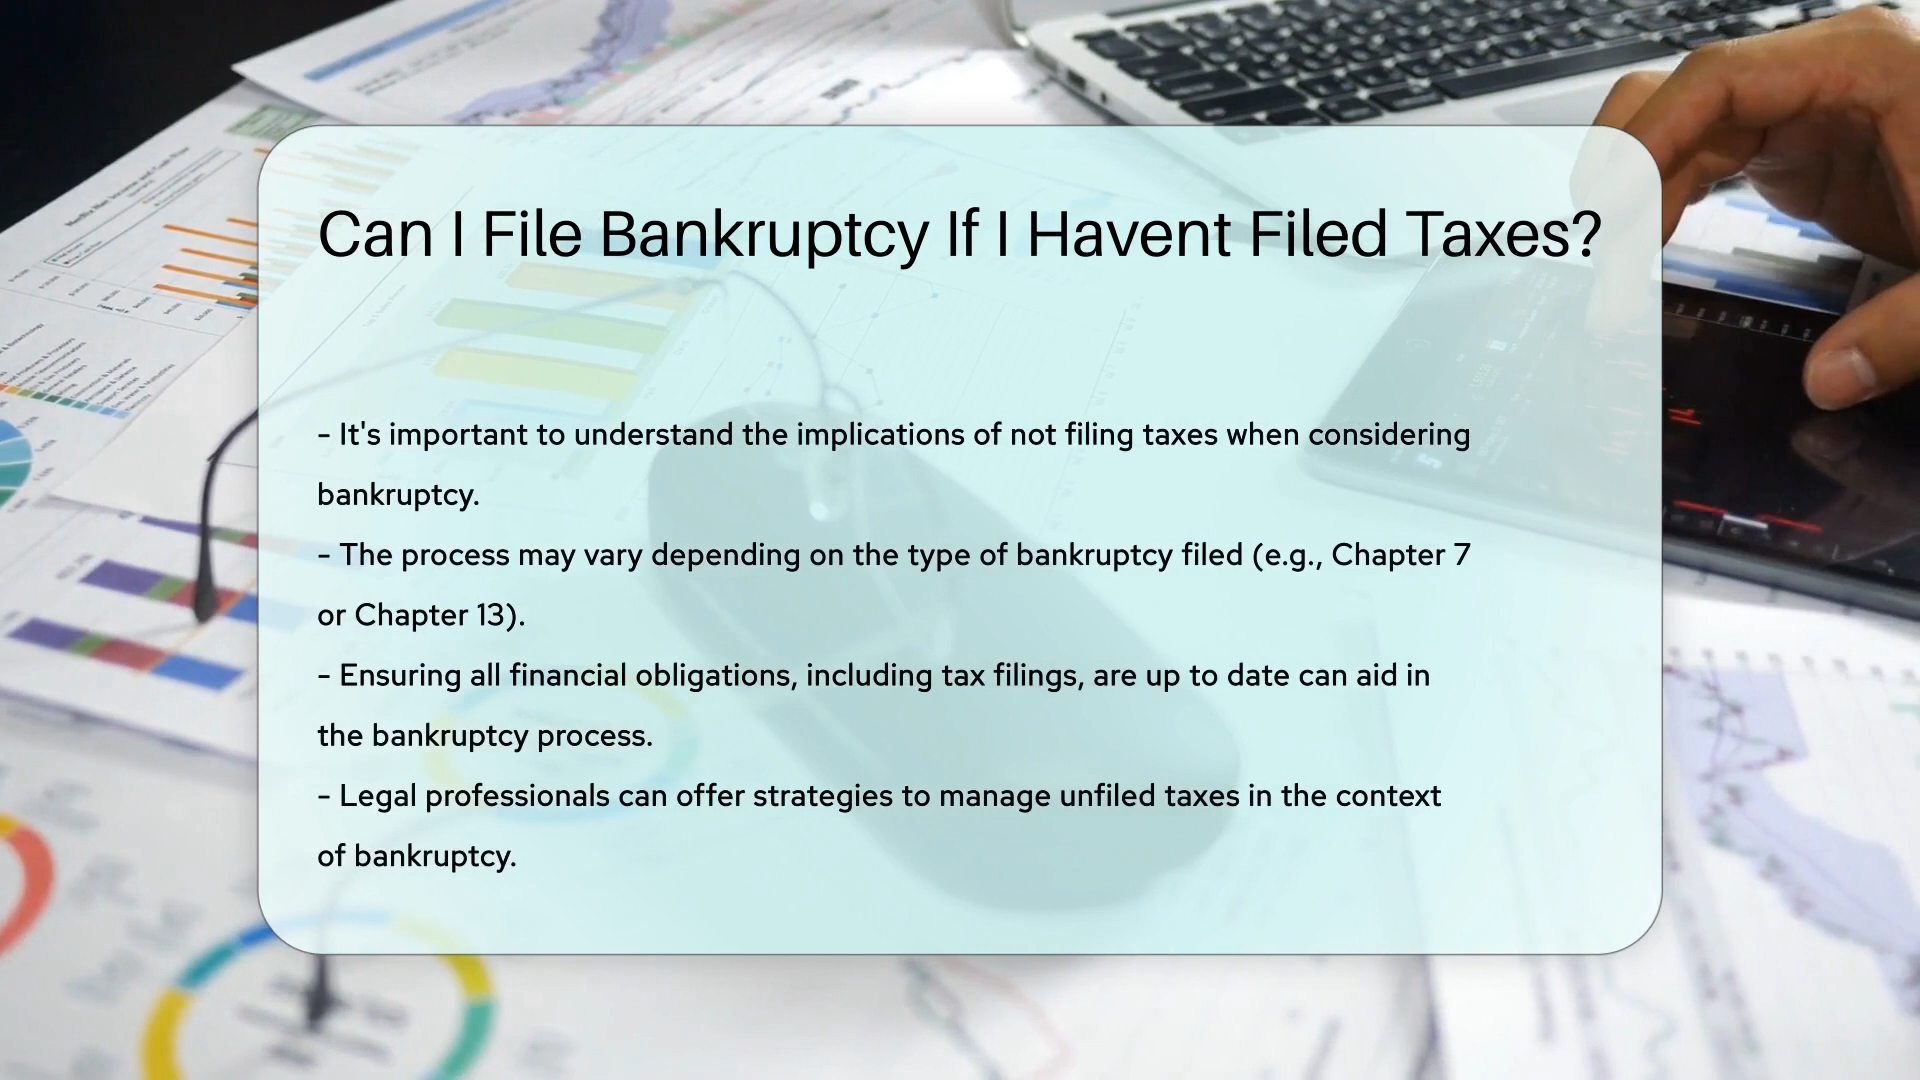 Can I File Bankruptcy If I Havent Filed Taxes?
- It's important to understand the implications of not filing taxes when considering
bankruptcy.
- The process may vary depending on the type of bankruptcy filed (e.g., Chapter 7
or Chapter 13).
- Ensuring all financial obligations, including tax filings, are up to date can aid in
the bankruptcy process.
- Legal professionals can offer strategies to manage unfiled taxes in the context
of bankruptcy.